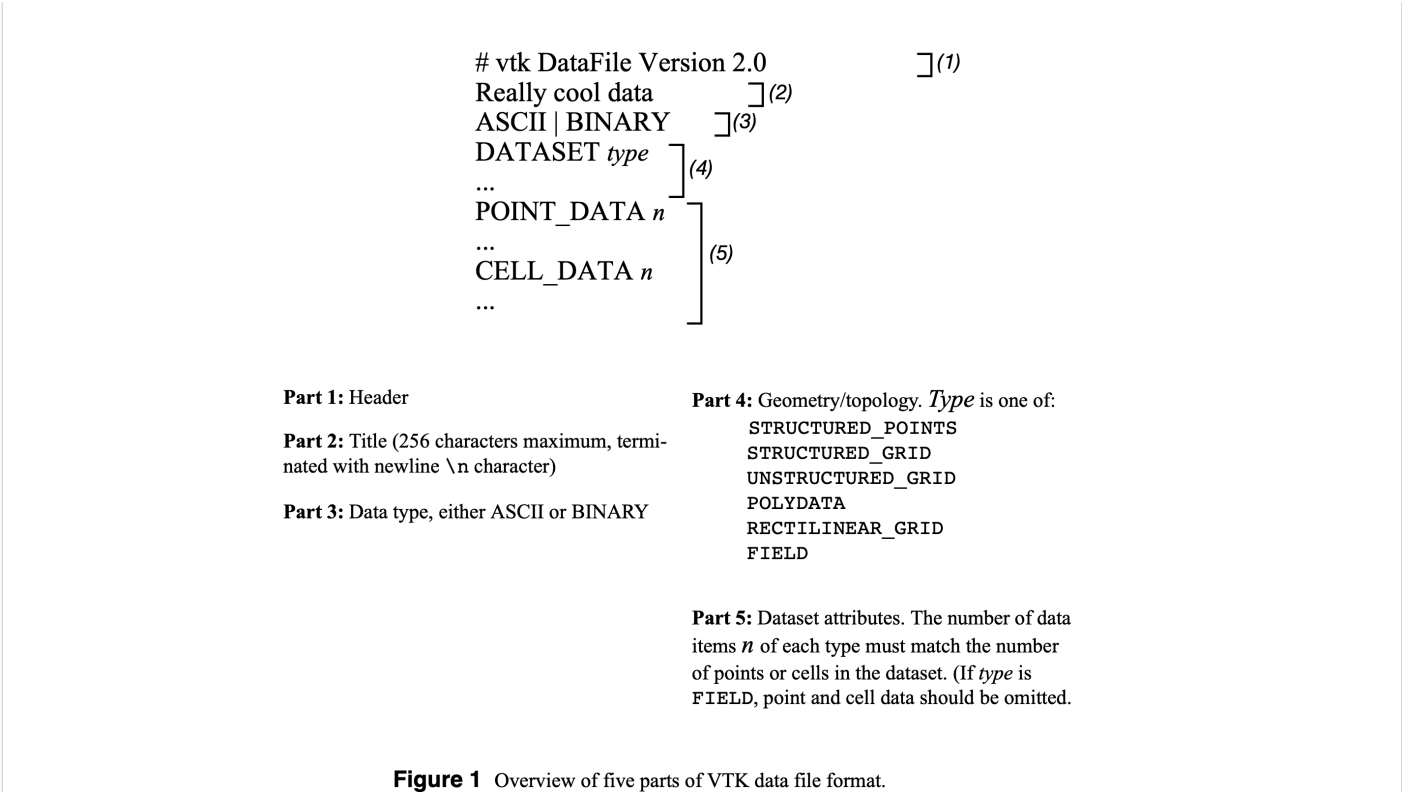 # vtk DataFile Version 2.0 (1)
Really cool data (2)
ASCII | BINARY (3)
DATASET type (4)
...
POINT_DATA n
... (5)
CELL_DATA n
...
Part 1: Header
Part 2: Title (256 characters maximum, termi-
nated with newline \n character)
Part 3: Data type, either ASCII or BINARY
Part 4: Geometry/topology. Type is one of:
STRUCTURED_POINTS
STRUCTURED_GRID
UNSTRUCTURED_GRID
POLYDATA
RECTILINEAR_GRID
FIELD
Part 5: Dataset attributes. The number of data
items n of each type must match the number
of points or cells in the dataset. (If type is
FIELD, point and cell data should be omitted.
Figure 1 Overview of five parts of VTK data file format.